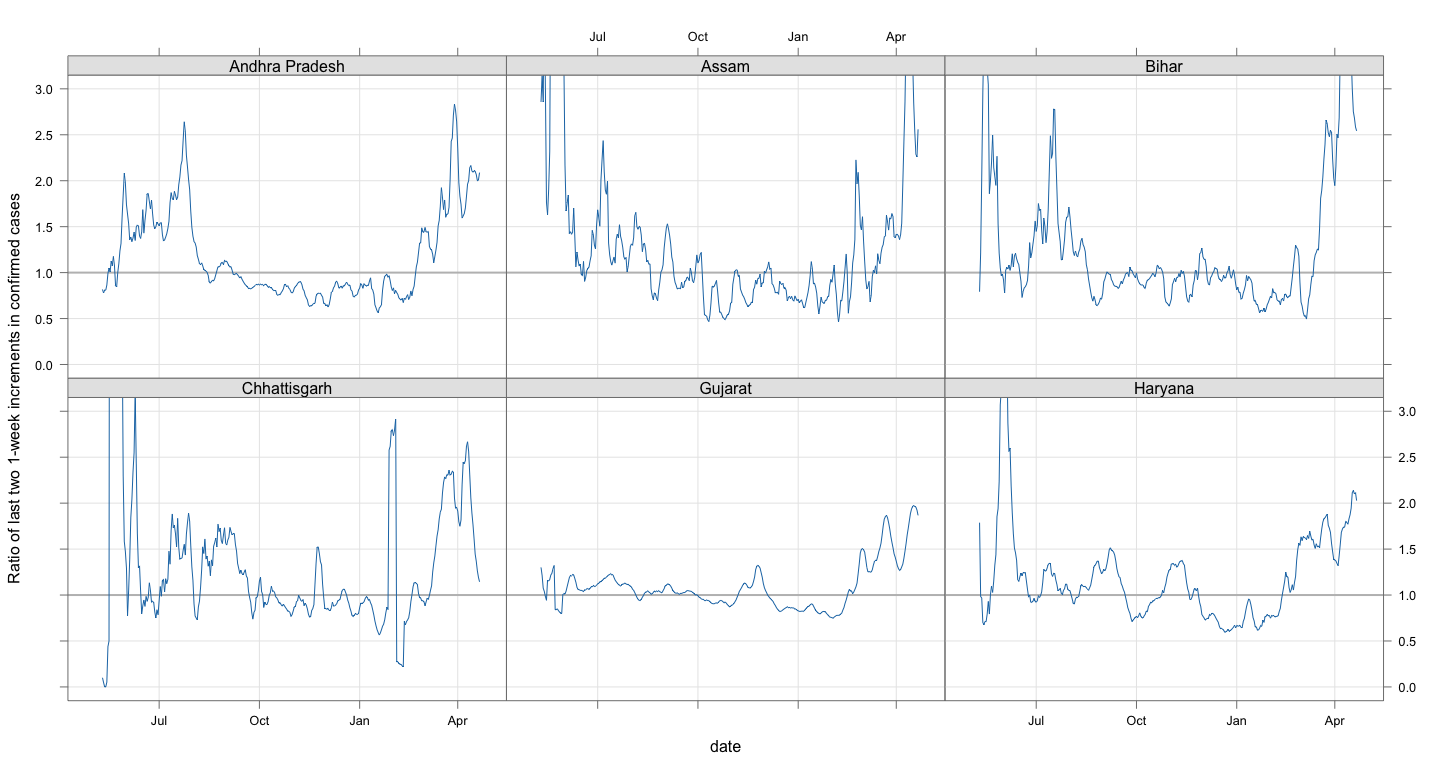 Jul Oct Jan Apr
Andhra Pradesh Assam Bihar
3.0
2.5
2.0
1.5
1.0
0.5
0.0
Ratio of last two 1-week increments in confirmed cases
Chhattisgarh Gujarat Haryana
3.0
2.5
2.0
1.5
1.0
0.5
0.0
Jul Oct Jan Apr Jul Oct Jan Apr
date